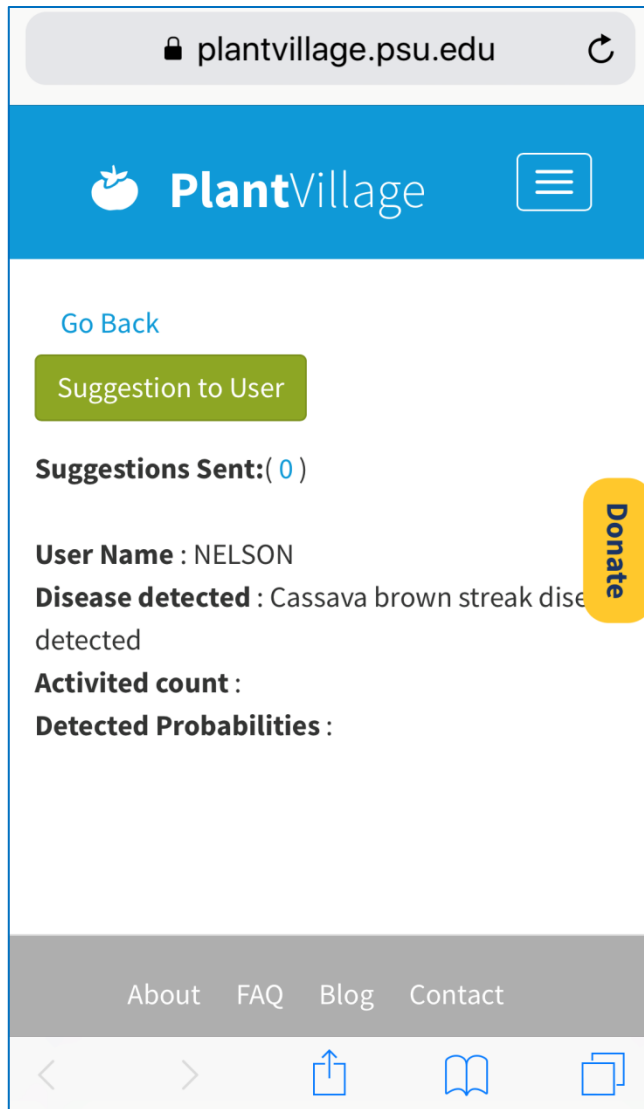 plantvillage.psu.edu
PlantVillage
Go Back
Suggestion to User
Suggestions Sent:( 0 )
Donate
User Name : NELSON
Disease detected : Cassava brown streak dise
detected
Activited count :
Detected Probabilities :
About FAQ Blog Contact